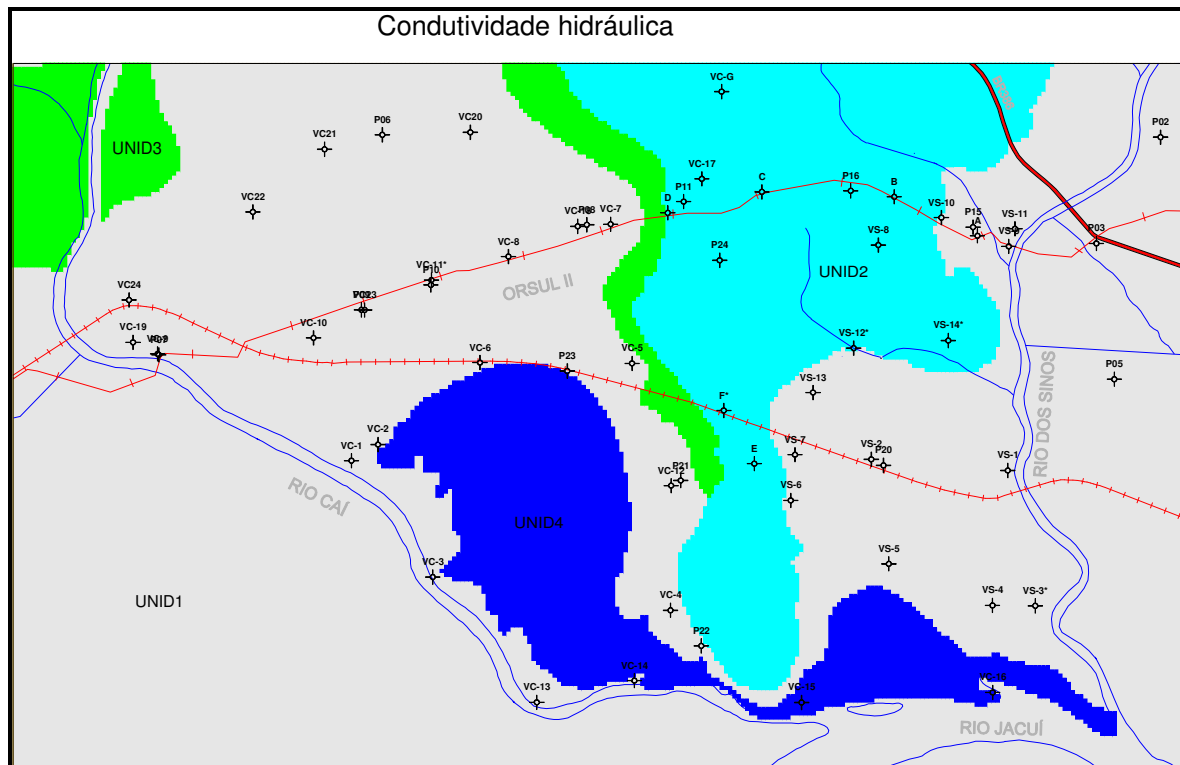 Condutividade hidráulica
VC-G
P02
VC20
P06
VC21
UNID3
VC-17
C
P16
B
P11
D
VC22
VS-10
P08
VC-7
P15
A
VS-11
P03
VS-8
VC-8
P24
UNID2
VC-11*
P10
ORSUL II
VC24
VC-10
VC-19
P07
VS-12*
VS-14*
VC-6
P23
VC-5
P05
RIO DOS SINOS
VS-13
F*
VC-2
VC-1
VS-7
VS-2
P20
E
VS-1
P21
VC-12
RIO CAÍ
VS-6
UNID4
VS-5
VC-3
UNID1
VC-4
VS-4
VS-3*
P22
VC-14
VC-13
RIO JACUÍ